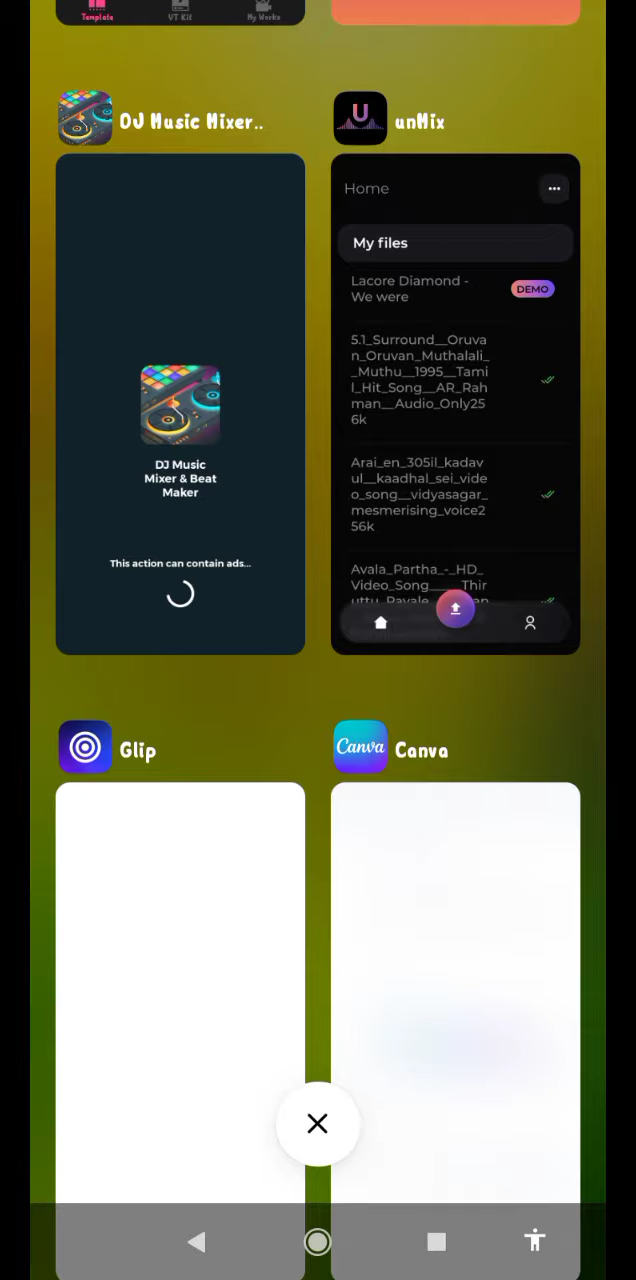 Template
VT Kit
My Works
DJ Music Mixer..
unMix
DJ Music
Mixer & Beat
Maker
This action can contain ads...
Home
My files
Lacore Diamond -
We were
DEMO
5.1_Surround__Oruva
n_Oruvan_Muthalali_
_Muthu__1995__Tami
l_Hit_Song__AR_Rah
man__Audio_Only25
6k
Arai_en_305il_kadav
ul__kaadhal_sei_vide
o_song__vidyasagar_
mesmerising_voice2
56k
Avala_Partha_-_HD_
Glip
Canva
Canva